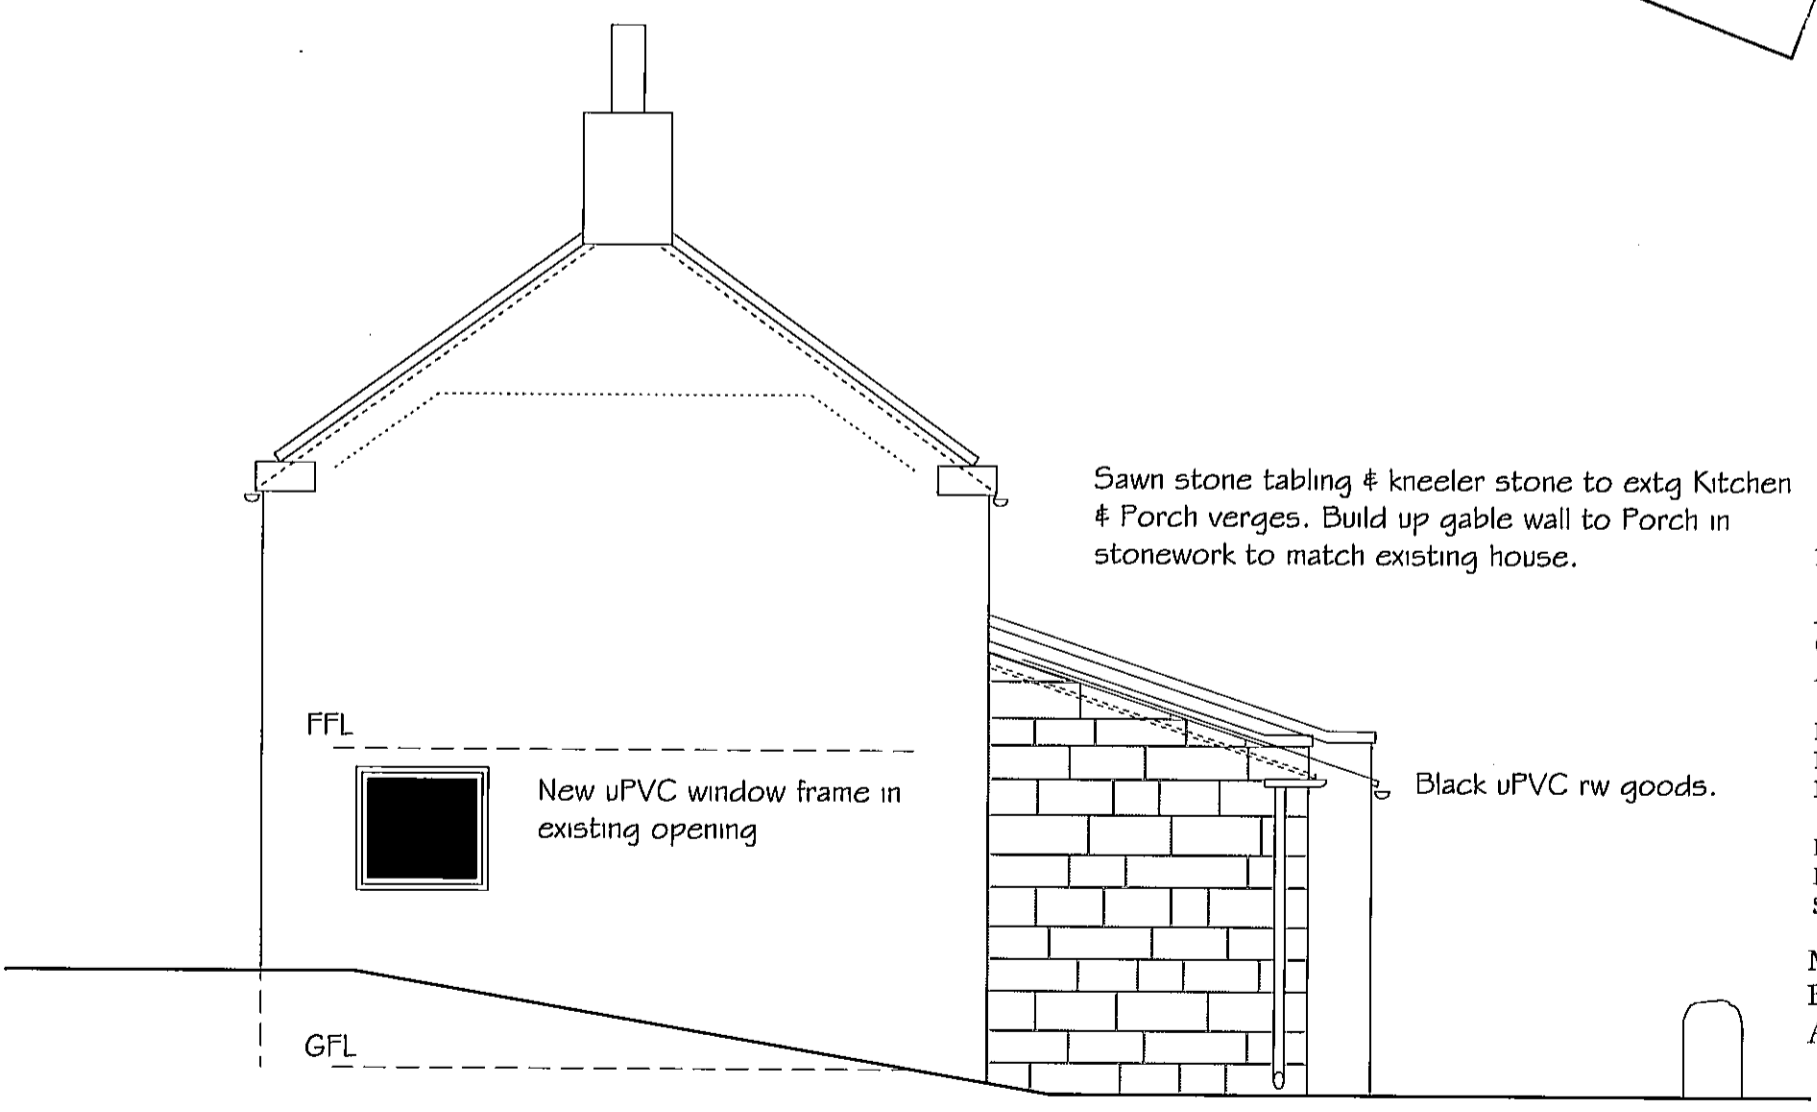 Sawn stone tabling & kneeler stone to extg Kitchen
& Porch verges. Build up gable wall to Porch in
stonework to match existing house.
FFL
New uPVC window frame in
existing opening
Black uPVC rw goods.
GFL